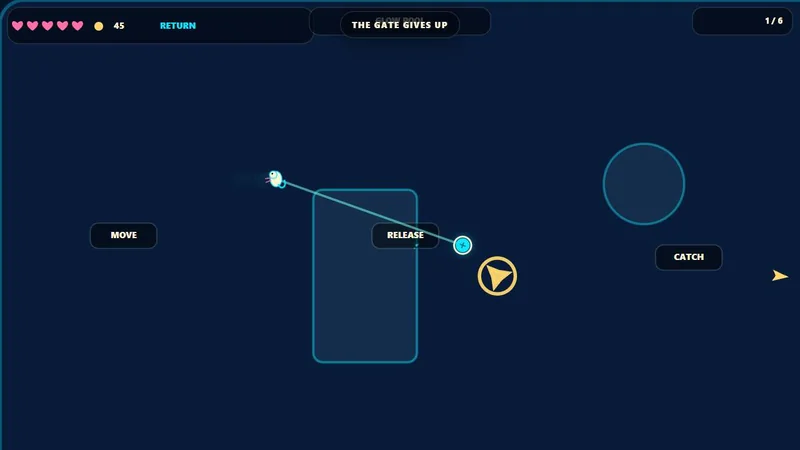 45
RETURN
THE GATE GIVES UP
1 / 6
MOVE
RELEASE
CATCH